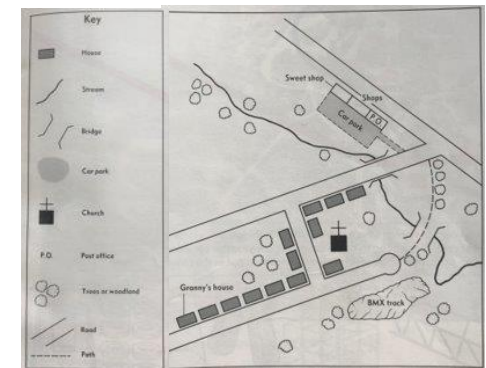 Key
House
Stream
Bridge
Car park
Church
P.O. Post office
Trees or woodland
Road
Path
Sweet shop
Shops
P.O.
Car park
Granny's house
BMX track